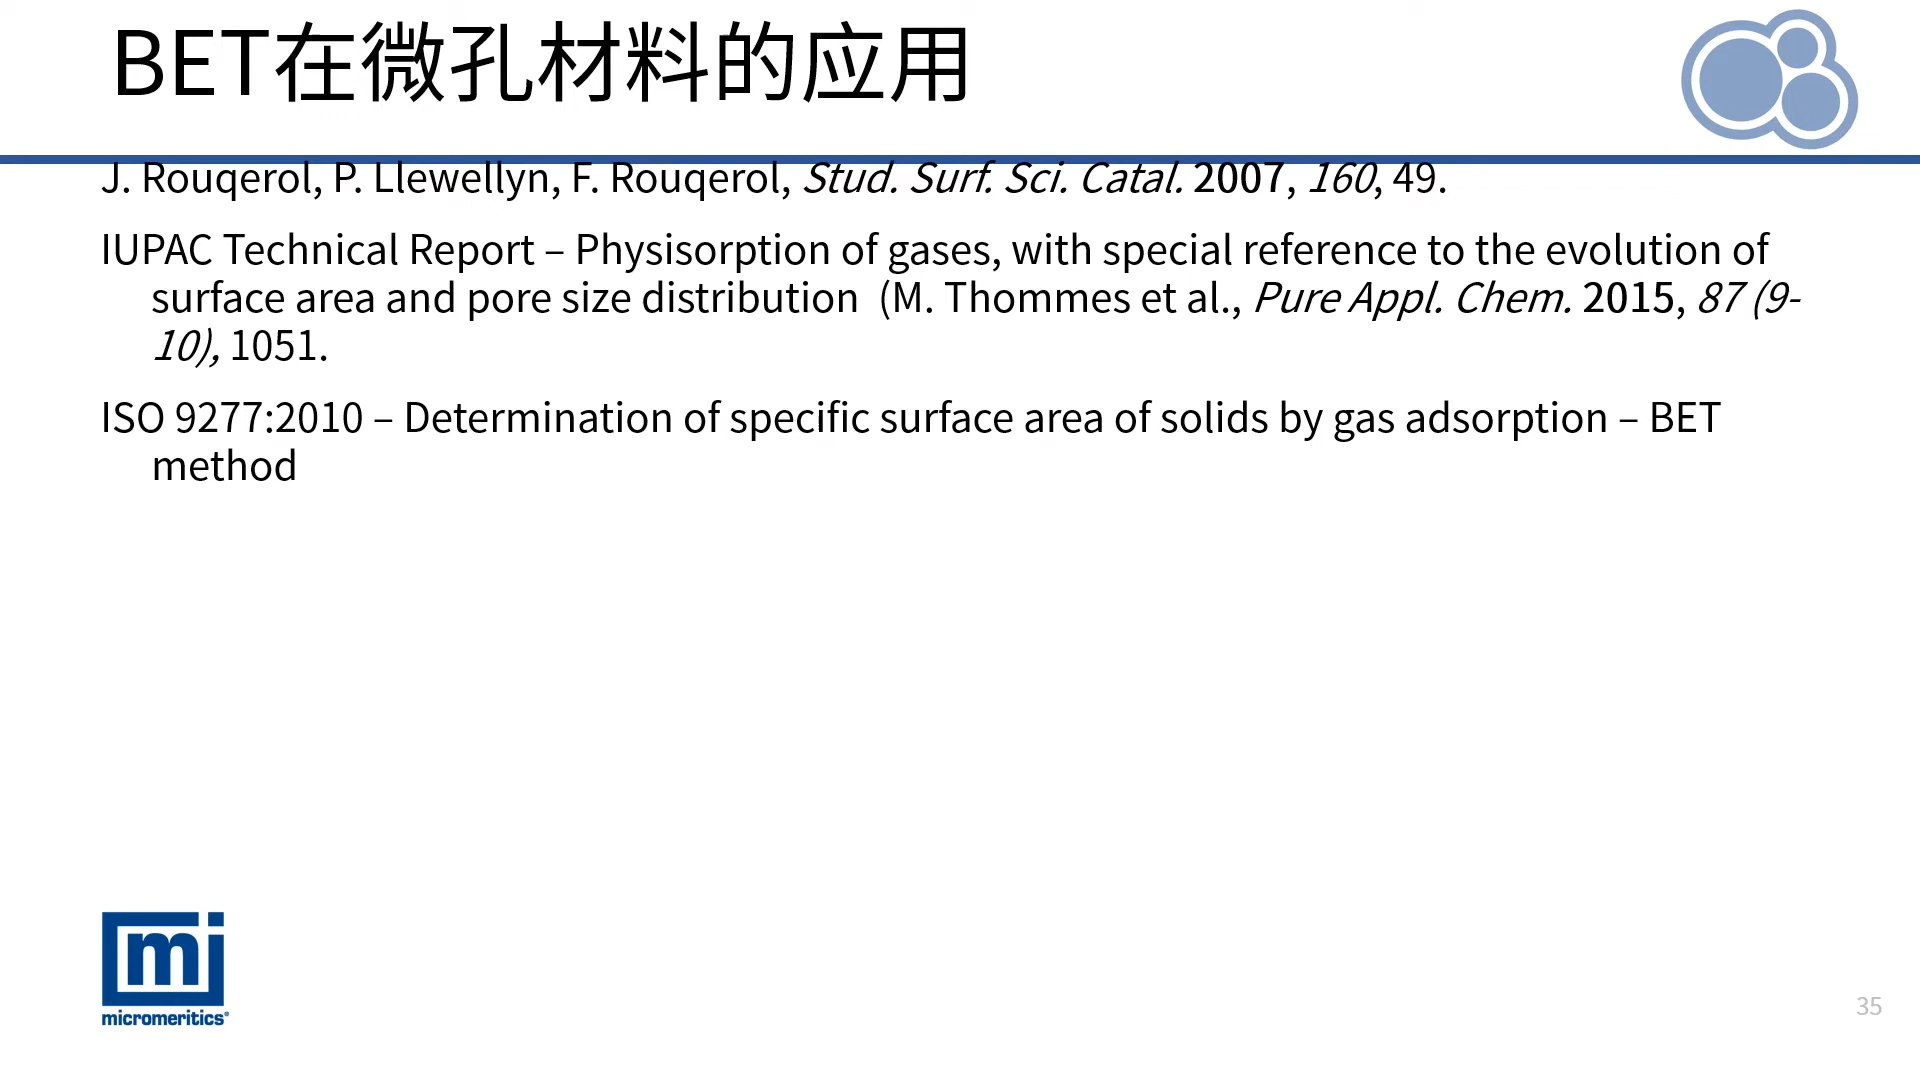 BET在微孔材料的应用
J. Rouqerol, P. Llewellyn, F. Rouqerol, Stud. Surf. Sci. Catal. 2007, 160, 49.
IUPAC Technical Report – Physisorption of gases, with special reference to the evolution of
surface area and pore size distribution (M. Thommes et al., Pure Appl. Chem. 2015, 87 (9-
10), 1051.
ISO 9277:2010 – Determination of specific surface area of solids by gas adsorption – BET
method
mi
micromeritics®
35